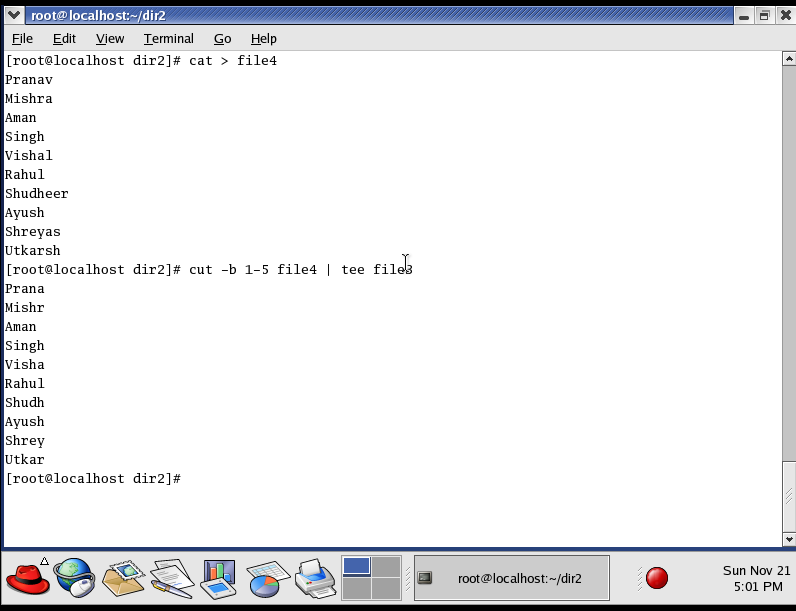 root@localhost:~/dir2
File Edit View Terminal Go Help
[root@localhost dir2]# cat > file4
Pranav
Mishra
Aman
Singh
Vishal
Rahul
Shudheer
Ayush
Shreyas
Utkarsh
[root@localhost dir2]# cut -b 1-5 file4 | tee file3
Prana
Mishr
Aman
Singh
Visha
Rahul
Shudh
Ayush
Shrey
Utkar
[root@localhost dir2]#
root@localhost:~/dir2
Sun Nov 21
5:01 PM